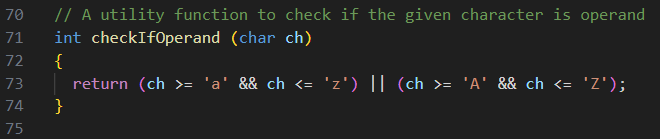 70 // A utility function to check if the given character is operand
71 int checkIfOperand (char ch)
72 {
73 return (ch >= 'a' && ch <= 'z') || (ch >= 'A' && ch <= 'Z');
74 }
75